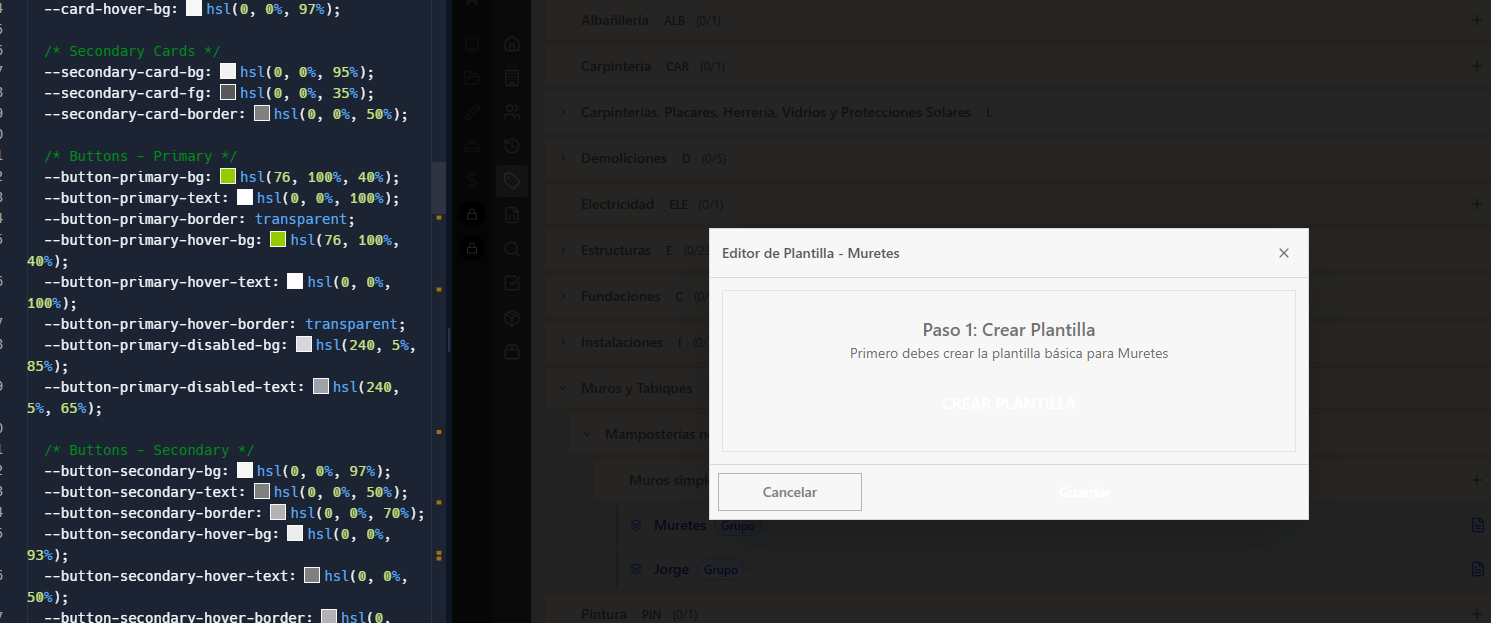 --card-hover-bg: hsl(0, 0%, 97%);
/* Secondary Cards */
--secondary-card-bg: hsl(0, 0%, 95%);
--secondary-card-fg: hsl(0, 0%, 35%);
--secondary-card-border: hsl(0, 0%, 50%);
/* Buttons - Primary */
--button-primary-bg: hsl(76, 100%, 40%);
--button-primary-text: hsl(0, 0%, 100%);
--button-primary-border: transparent;
--button-primary-hover-bg: hsl(76, 100%,
40%);
--button-primary-hover-text: hsl(0, 0%,
100%);
--button-primary-hover-border: transparent;
--button-primary-disabled-bg: hsl(240, 5%,
85%);
--button-primary-disabled-text: hsl(240,
5%, 65%);
/* Buttons - Secondary */
--button-secondary-bg: hsl(0, 0%, 97%);
--button-secondary-text: hsl(0, 0%, 50%);
--button-secondary-border: hsl(0, 0%, 70%);
--button-secondary-hover-bg: hsl(0, 0%,
93%);
--button-secondary-hover-text: hsl(0, 0%,
50%);
--button-secondary-hover-border: hsl(0,
Albañilería ALB (0/1)
Carpintería CAR (0/1)
Carpinterías, Placares, Herrería, Vidrios y Protecciones Solares L
Demoliciones D (0/5)
Electricidad ELE (0/1)
Estructuras E (0/23
Fundaciones C (0/
Instalaciones I (0/
Muros y Tabiques
Mamposterías
Muros
Muretes Grupo
Jorge Grupo
Pintura PIN (0/1)
Editor de Plantilla - Muretes
Paso 1: Crear Plantilla
Primero debes crear la plantilla básica para Muretes
CREAR PLANTILLA
Cancelar
Guardar